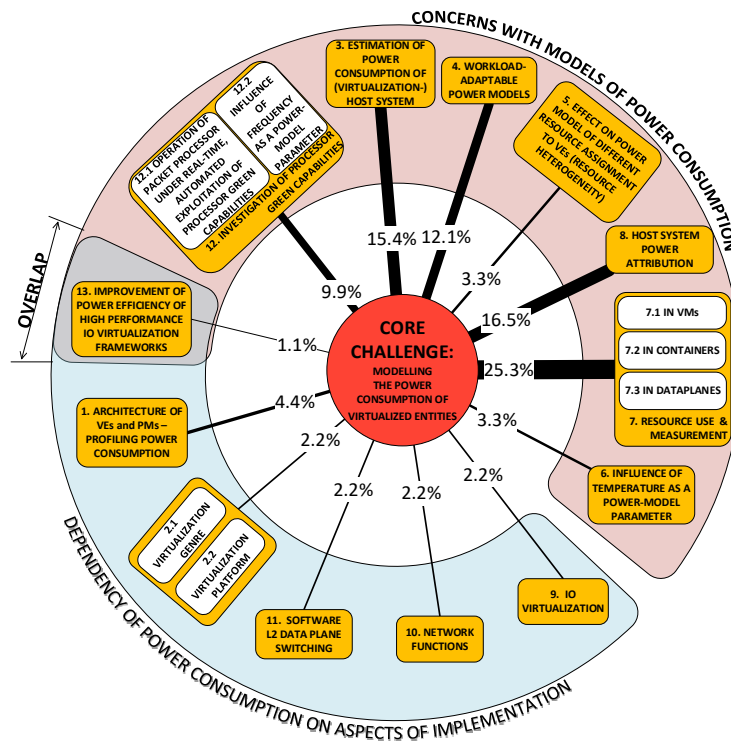 CONCERNS WITH MODELS OF POWER CONSUMPTION
3. ESTIMATION OF
POWER
CONSUMPTION OF
(VIRTUALIZATION-)
HOST SYSTEM
4. WORKLOAD-
ADAPTABLE
POWER MODELS
5. EFFECT ON POWER
MODEL OF DIFFERENT
RESOURCE ASSIGNMENT
TO VEs (RESOURCE
HETEROGENEITY)
12.1 OPERATION OF
PACKET PROCESSOR
UNDER REAL-TIME,
AUTOMATED
EXPLOITATION OF
PROCESSOR GREEN
CAPABILITIES
12.2
INFLUENCE
OF
FREQUENCY
AS A POWER-
MODEL
PARAMETER
12. INVESTIGATION OF PROCESSOR
GREEN CAPABILITIES
8. HOST SYSTEM
POWER
ATTRIBUTION
15.4%
12.1%
3.3%
9.9%
16.5%
OVERLAP
13. IMPROVEMENT OF
POWER EFFICIENCY OF
HIGH PERFORMANCE
IO VIRTUALIZATION
FRAMEWORKS
1.1%
CORE
CHALLENGE:
MODELLING
THE POWER
CONSUMPTION OF
VIRTUALIZED ENTITIES
25.3%
7.1 IN VMs
7.2 IN CONTAINERS
7.3 IN DATAPLANES
7. RESOURCE USE &
MEASUREMENT
1. ARCHITECTURE OF
VEs and PMs –
PROFILING POWER
CONSUMPTION
4.4%
2.2%
2.2%
2.2%
2.2%
3.3%
6. INFLUENCE OF
TEMPERATURE AS A
POWER-MODEL
PARAMETER
2.1
VIRTUALIZATION
GENRE
2.2
VIRTUALIZATION
PLATFORM
11. SOFTWARE
L2 DATA PLANE
SWITCHING
10. NETWORK
FUNCTIONS
9. IO
VIRTUALIZATION
DEPENDENCY OF POWER CONSUMPTION ON ASPECTS OF IMPLEMENTATION